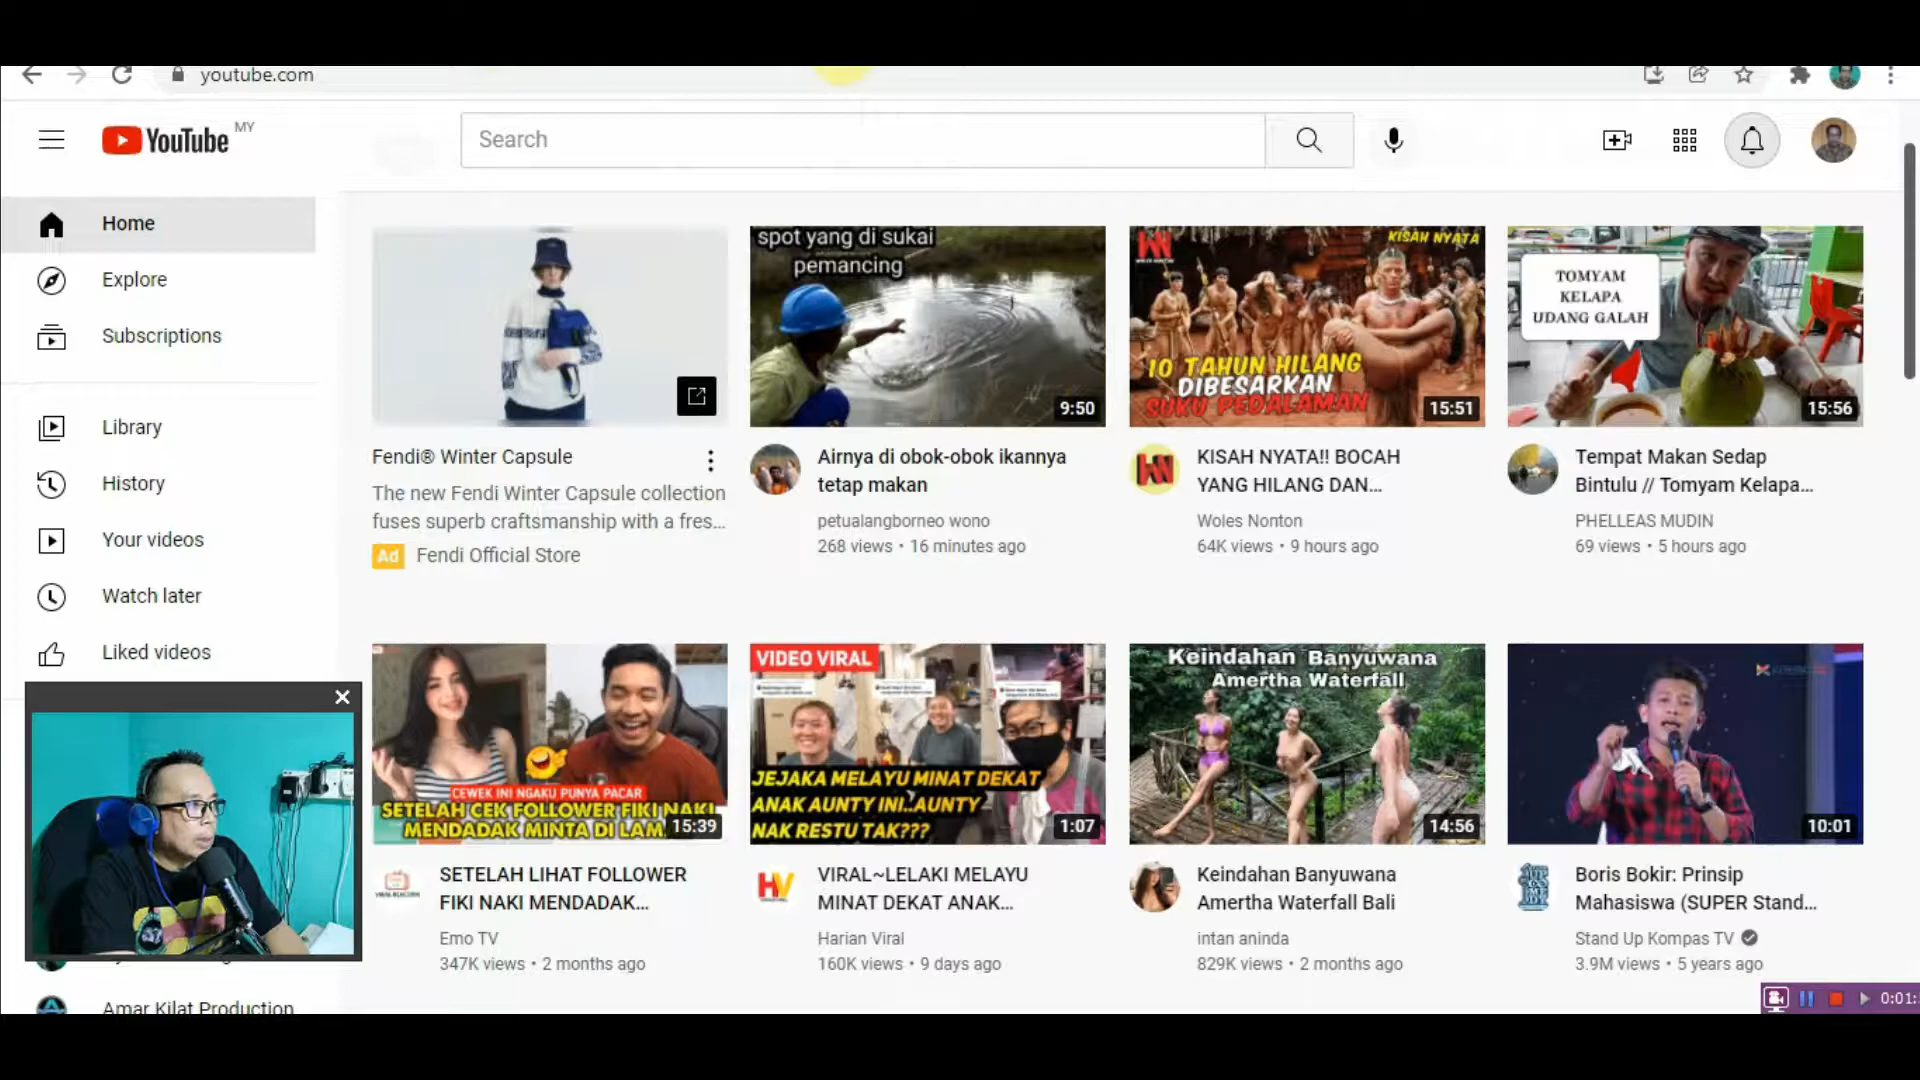 youtube.com
YouTube MY
Search
Home
Explore
Subscriptions
Library
History
Your videos
Watch later
Liked videos
Amar Kilat Production
Fendi® Winter Capsule
The new Fendi Winter Capsule collection
fuses superb craftsmanship with a fres...
Ad Fendi Official Store
spot yang di sukai
pemancing
9:50
Airnya di obok-obok ikannya
tetap makan
petualangborneo wono
268 views • 16 minutes ago
KISAH NYATA
10 TAHUN HILANG
DIBESARKAN
SUKU PEDALAMAN
15:51
KISAH NYATA!! BOCAH
YANG HILANG DAN...
Woles Nonton
64K views • 9 hours ago
TOMYAM
KELAPA
UDANG GALAH
15:56
Tempat Makan Sedap
Bintulu // Tomyam Kelapa...
PHELLEAS MUDIN
69 views • 5 hours ago
CEWEK INI NGAKU PUNYA PACAR
SETELAH CEK FOLLOWER FIKI NAKI
MENDADAK MINTA DI LAM
15:39
SETELAH LIHAT FOLLOWER
FIKI NAKI MENDADAK...
Emo TV
347K views • 2 months ago
VIDEO VIRAL
JEJAKA MELAYU MINAT DEKAT
ANAK AUNTY INI..AUNTY
NAK RESTU TAK???
1:07
HV
VIRAL~LELAKI MELAYU
MINAT DEKAT ANAK...
Harian Viral
160K views • 9 days ago
Keindahan Banyuwana
Amertha Waterfall
14:56
Keindahan Banyuwana
Amertha Waterfall Bali
intan aninda
829K views • 2 months ago
10:01
Boris Bokir: Prinsip
Mahasiswa (SUPER Stand...
Stand Up Kompas TV
3.9M views • 5 years ago
0:01: